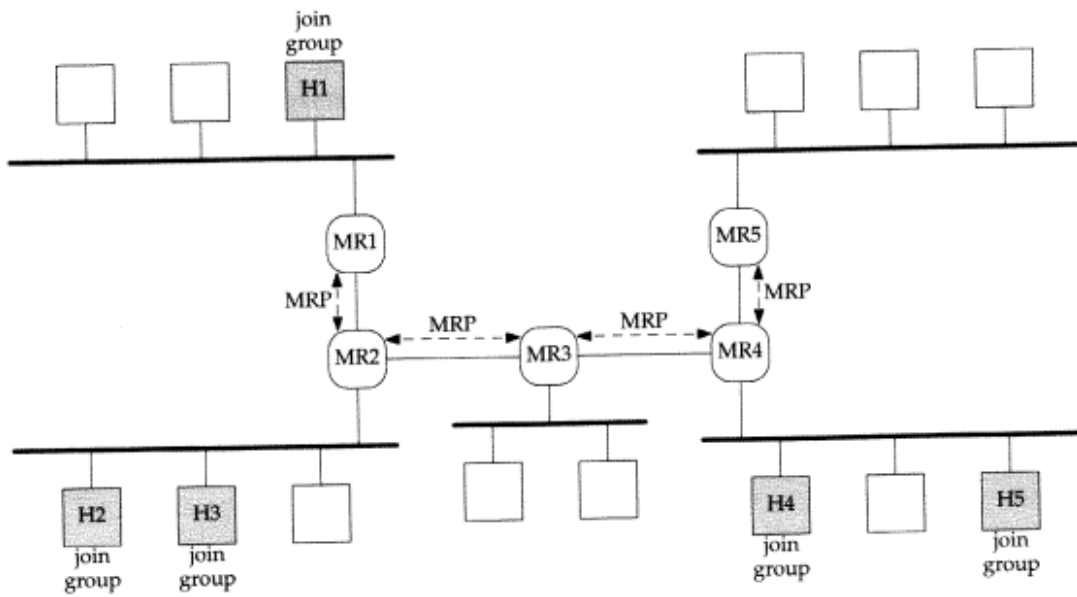 join
group
H1
MR1
MR5
MRP
MRP
MRP
MRP
MR2
MR3
MR4
H2
H3
H4
H5
join
group
join
group
join
group
join
group